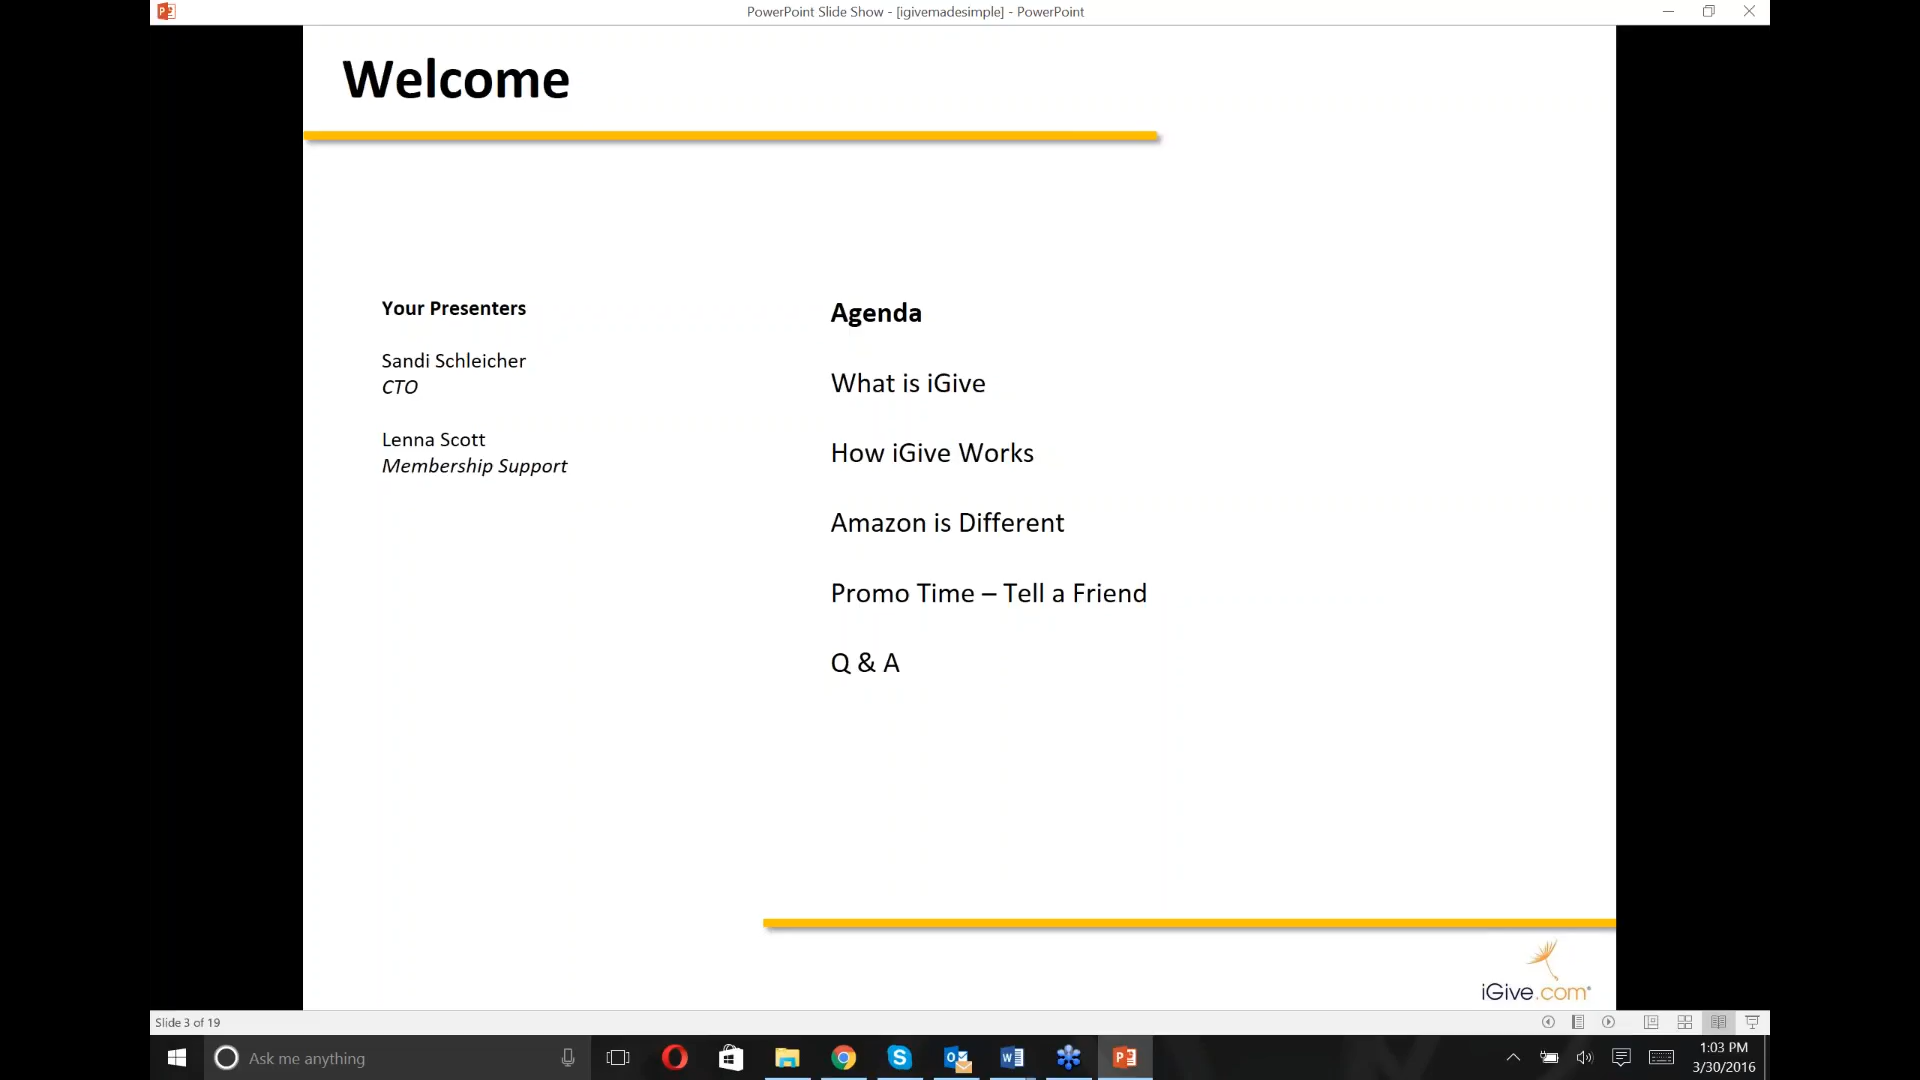 PowerPoint Slide Show - [igivemadesimple] - PowerPoint
Welcome
Your Presenters
Sandi Schleicher
CTO
Lenna Scott
Membership Support
Agenda
What is iGive
How iGive Works
Amazon is Different
Promo Time – Tell a Friend
Q & A
iGive.com®
Slide 3 of 19
Ask me anything
1:03 PM
3/30/2016